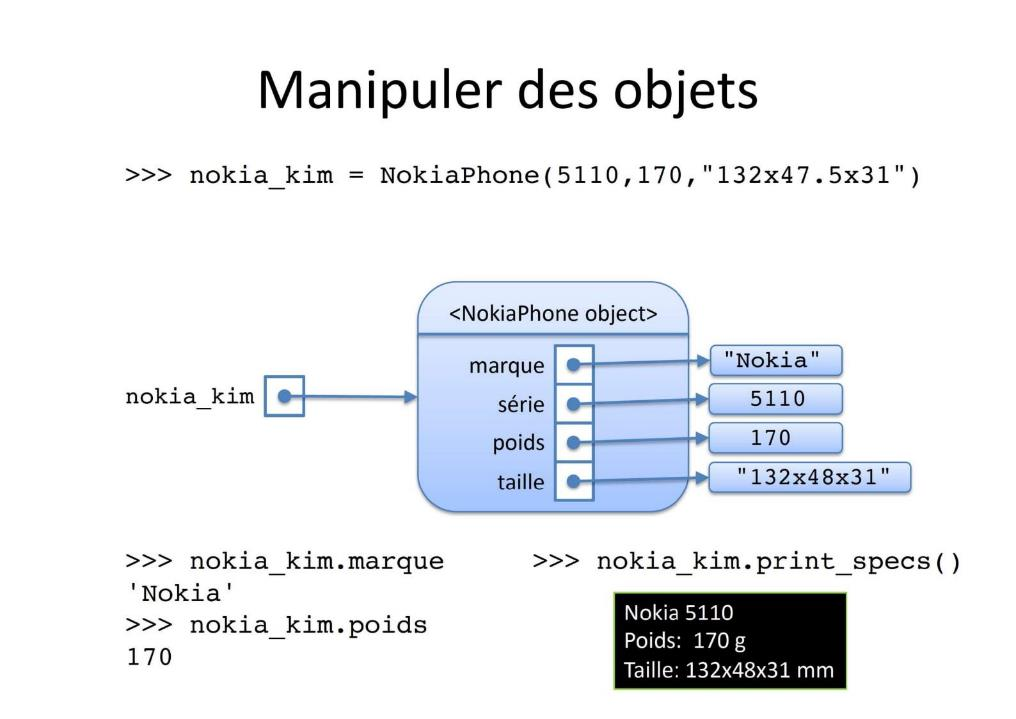 Manipuler des objets
>>> nokia_kim = NokiaPhone(5110,170,"132x47.5x31")
<NokiaPhone object>
marque
"Nokia"
série
5110
nokia_kim
poids
170
taille
"132x48x31"
>>> nokia_kim.marque
'Nokia'
>>> nokia_kim.poids
170
>>> nokia_kim.print_specs()
Nokia 5110
Poids:  170 g
Taille: 132x48x31 mm